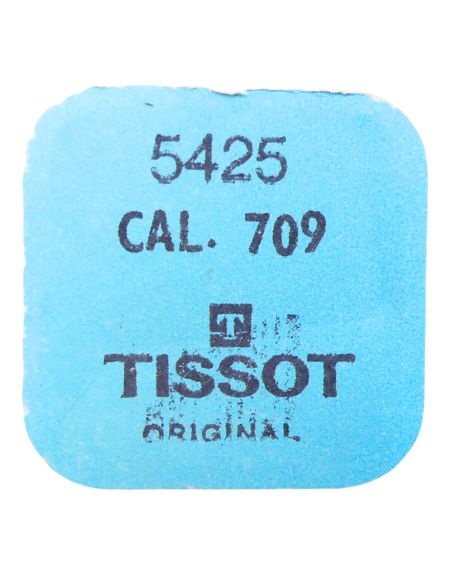 5425
CAL. 709
T
TISSOT
ORIGINAL